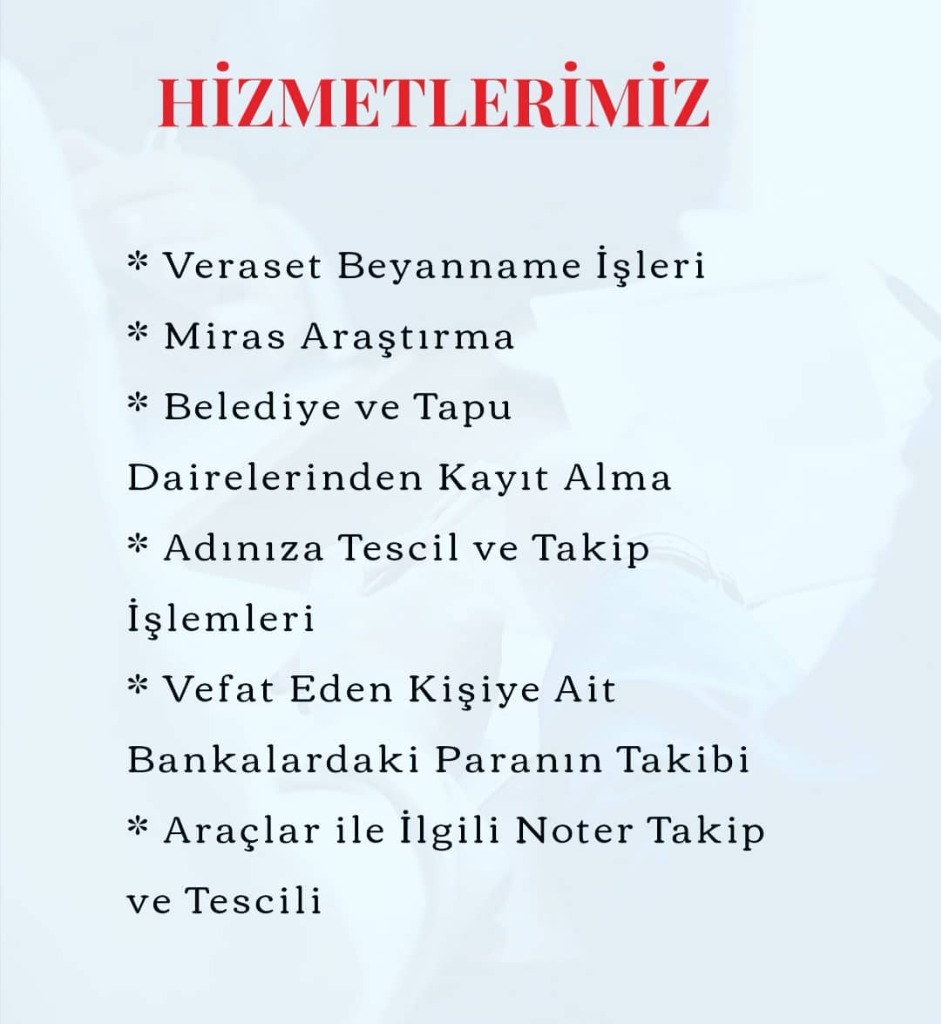 HİZMETLERİMİZ
* Veraset Beyanname İşleri
* Miras Araştırma
* Belediye ve Tapu
Dairelerinden Kayıt Alma
* Adınıza Tescil ve Takip
İşlemleri
* Vefat Eden Kişiye Ait
Bankalardaki Paranın Takibi
* Araçlar ile İlgili Noter Takip
ve Tescili